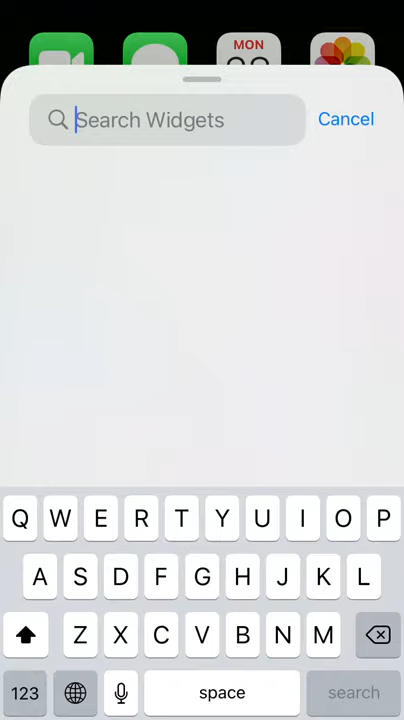 MON
Search Widgets
Cancel
Q W E R T Y U I O P
A S D F G H J K L
Z X C V B N M
123
space
search